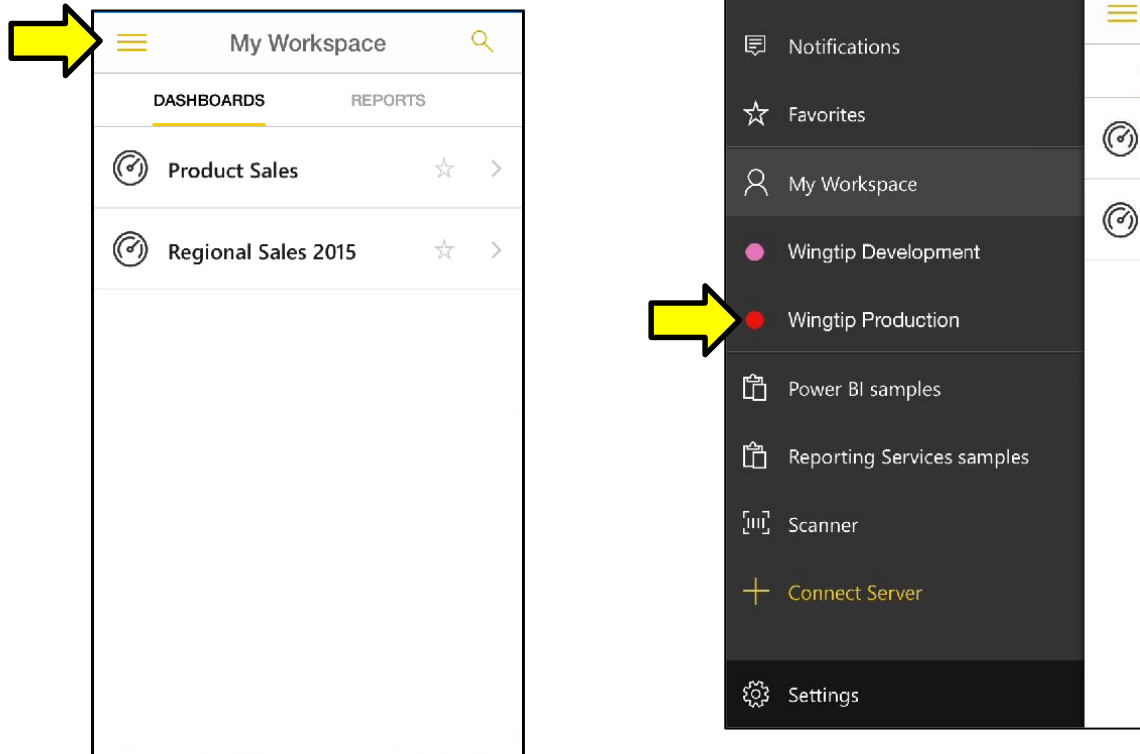 My Workspace
DASHBOARDS REPORTS
Product Sales
Regional Sales 2015
Notifications
Favorites
My Workspace
Wingtip Development
Wingtip Production
Power BI samples
Reporting Services samples
Scanner
Connect Server
Settings